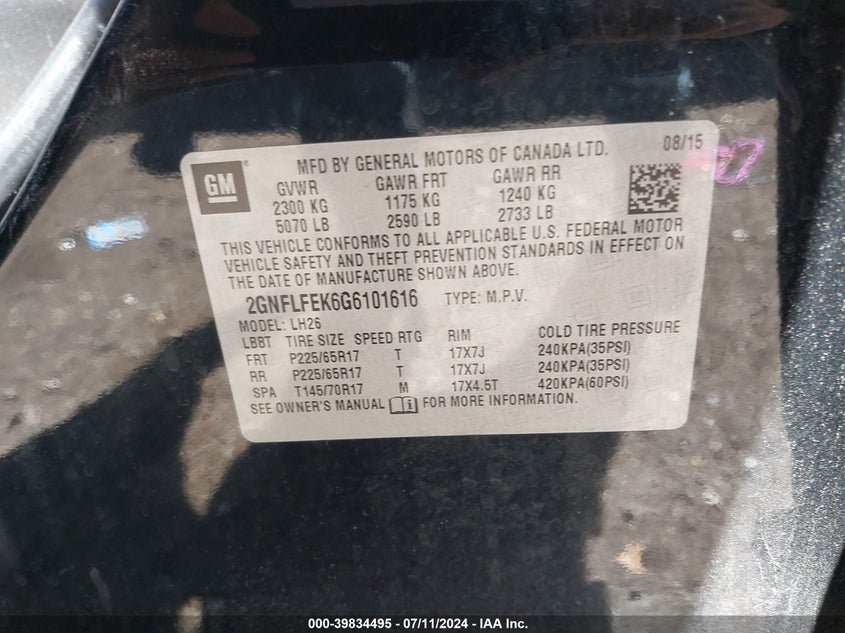 GM
MFD BY GENERAL MOTORS OF CANADA LTD. 08/15
GVWR GAWR FRT GAWR RR
2300 KG 1175 KG 1240 KG
5070 LB 2590 LB 2733 LB
THIS VEHICLE CONFORMS TO ALL APPLICABLE U.S. FEDERAL MOTOR
VEHICLE SAFETY AND THEFT PREVENTION STANDARDS IN EFFECT ON
THE DATE OF MANUFACTURE SHOWN ABOVE.
2GNFLFEK6G6101616 TYPE: M.P.V.
MODEL: LH26
LBBT TIRE SIZE SPEED RTG RIM COLD TIRE PRESSURE
FRT P225/65R17 T 17X7J 240KPA(35PSI)
RR P225/65R17 T 17X7J 240KPA(35PSI)
SPA T145/70R17 M 17X4.5T 420KPA(60PSI)
SEE OWNER'S MANUAL FOR MORE INFORMATION.
000-39834495 - 07/11/2024 - IAA Inc.